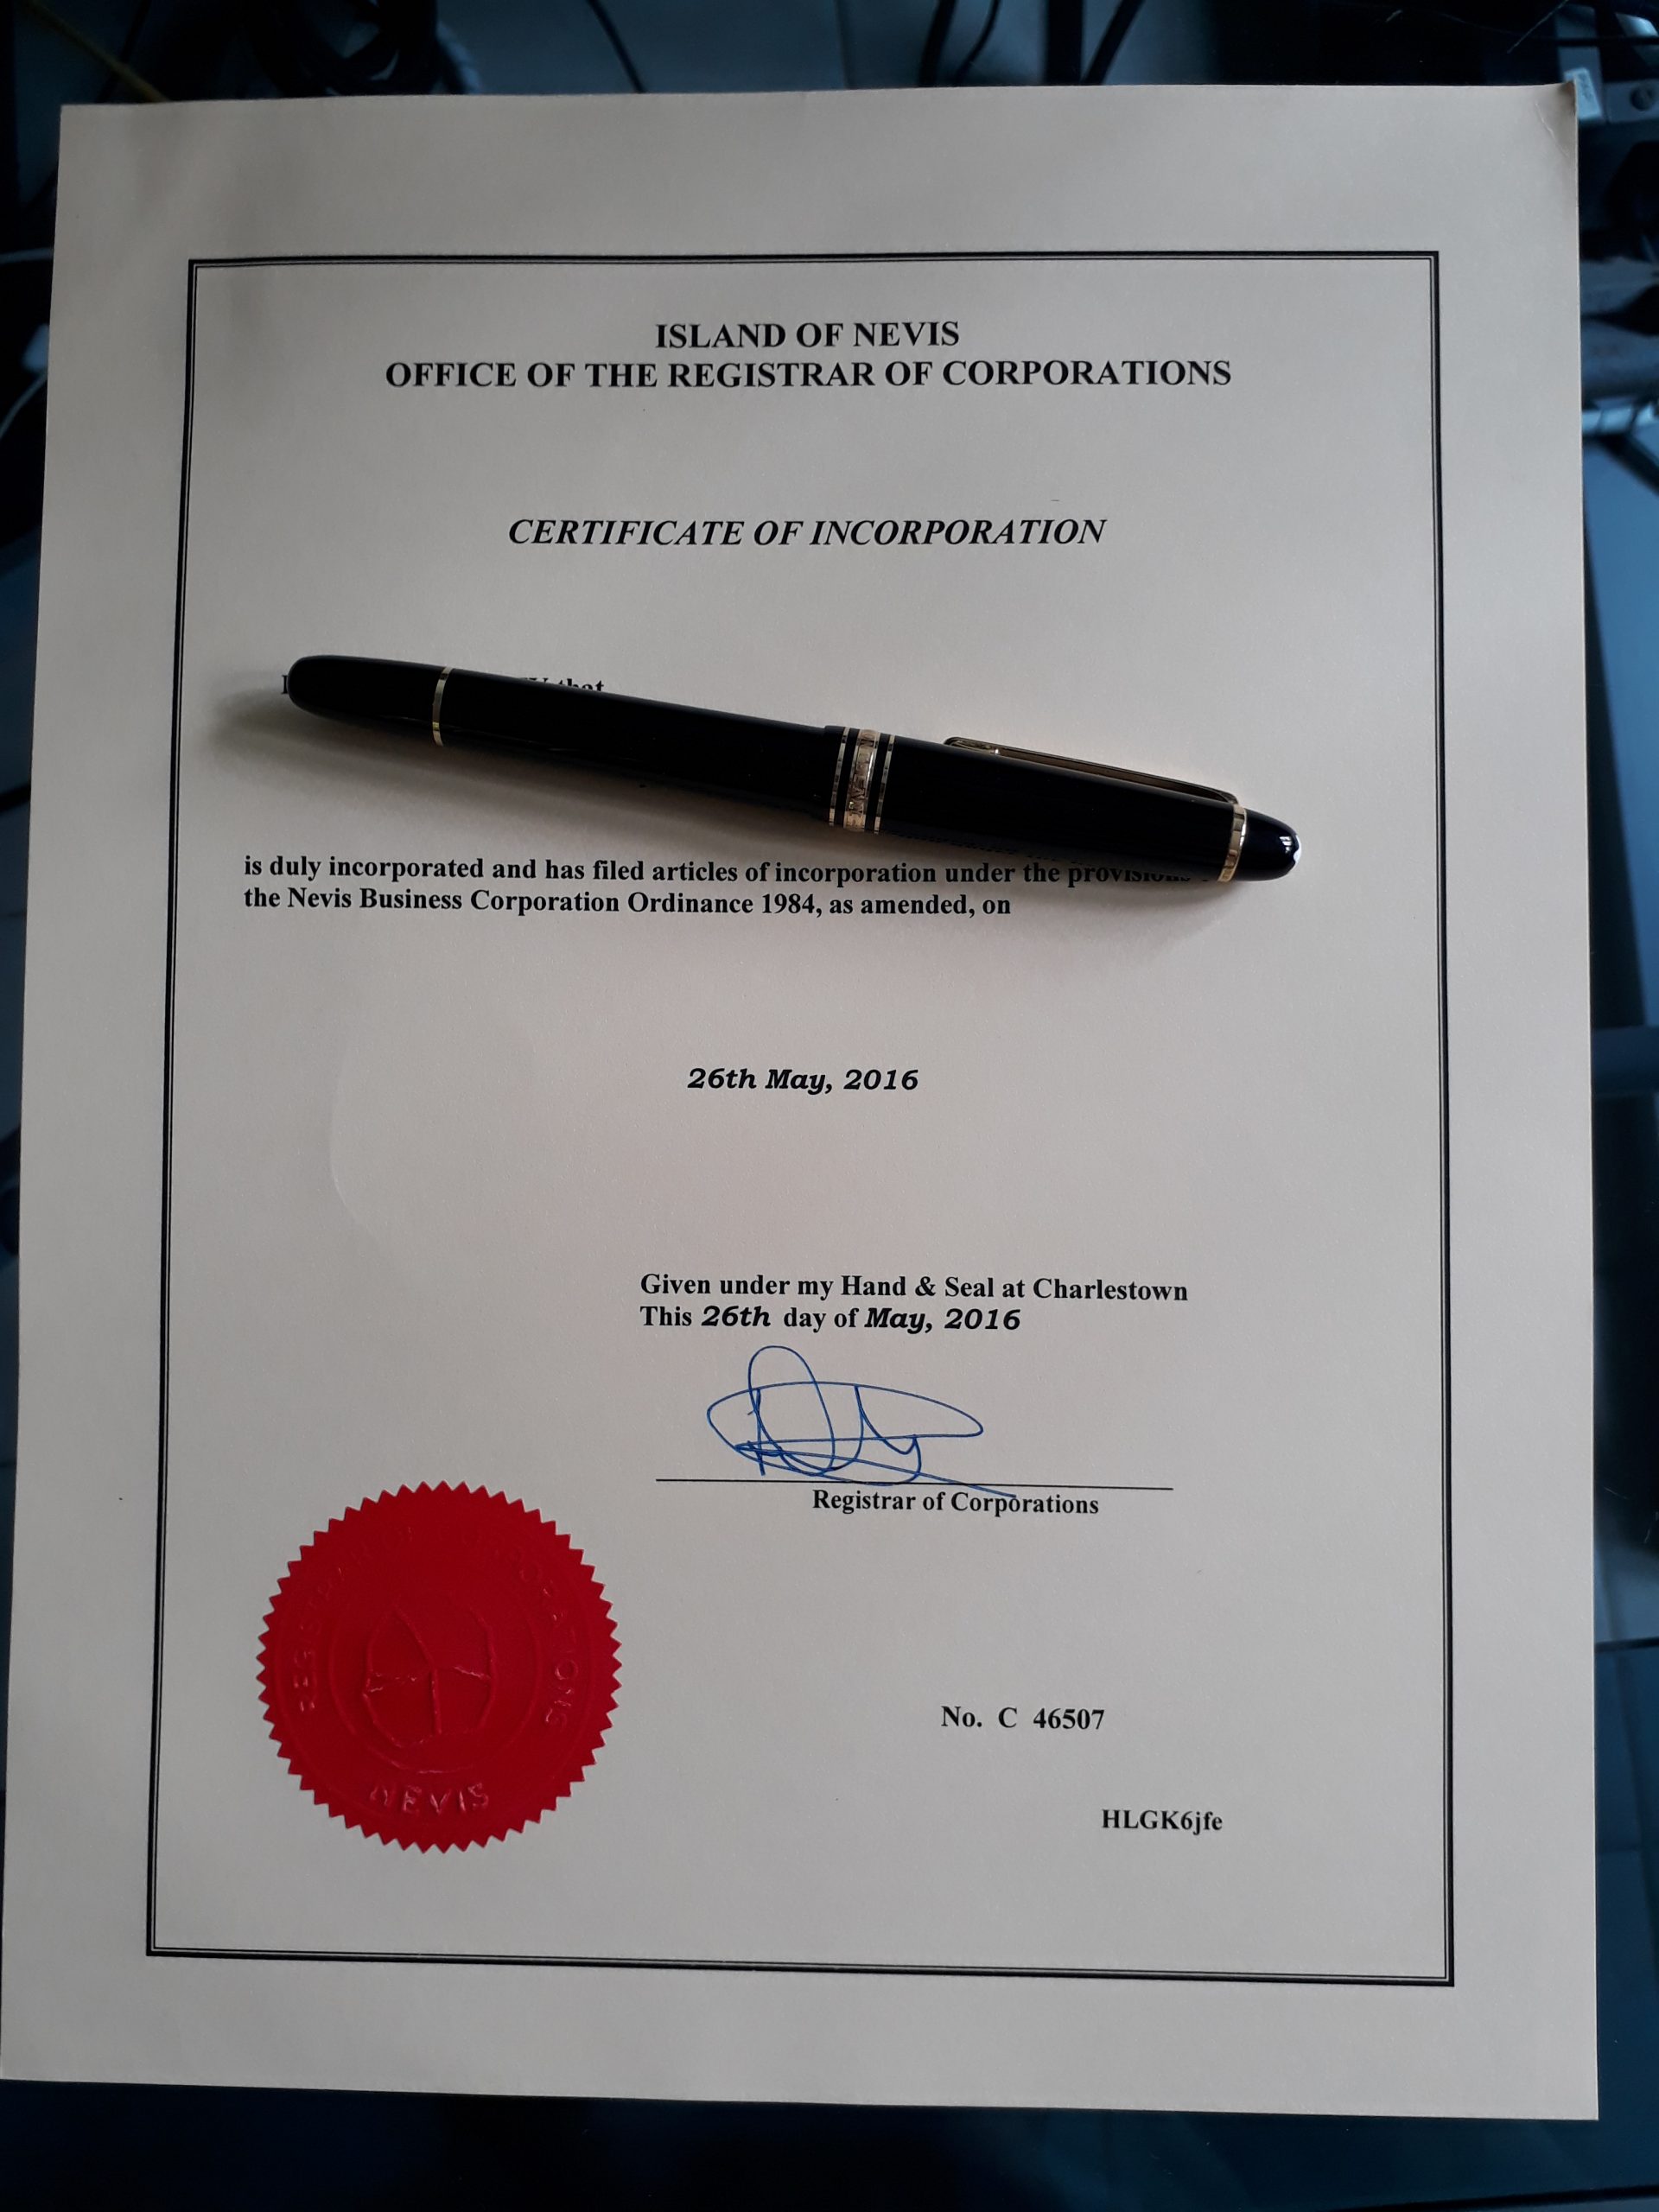 ISLAND OF NEVIS
OFFICE OF THE REGISTRAR OF CORPORATIONS
CERTIFICATE OF INCORPORATION
that
is duly incorporated and has filed articles of incorporation under the provisions
the Nevis Business Corporation Ordinance 1984, as amended, on
26th May, 2016
Given under my Hand & Seal at Charlestown
This 26th day of May, 2016
Registrar of Corporations
NEVIS
No. C 46507
HLGK6jfe